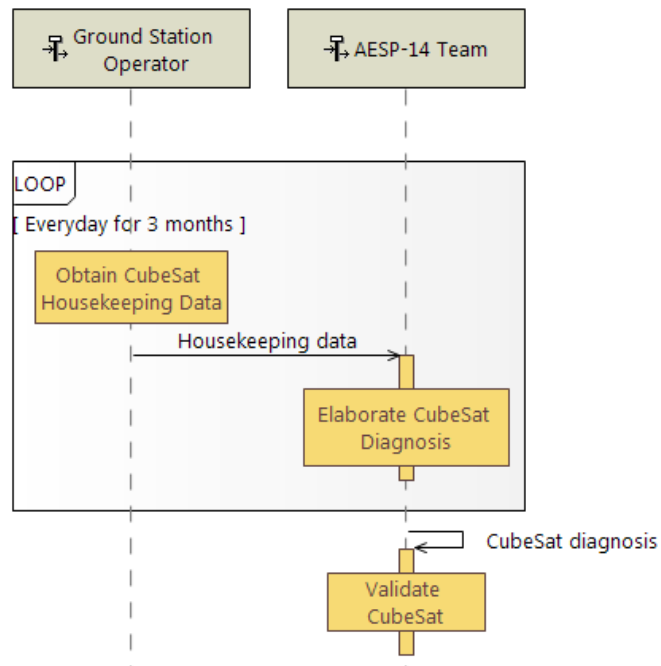 Ground Station
Operator
AESP-14 Team
LOOP
[ Everyday for 3 months ]
Obtain CubeSat
Housekeeping Data
Housekeeping data
Elaborate CubeSat
Diagnosis
CubeSat diagnosis
Validate
CubeSat